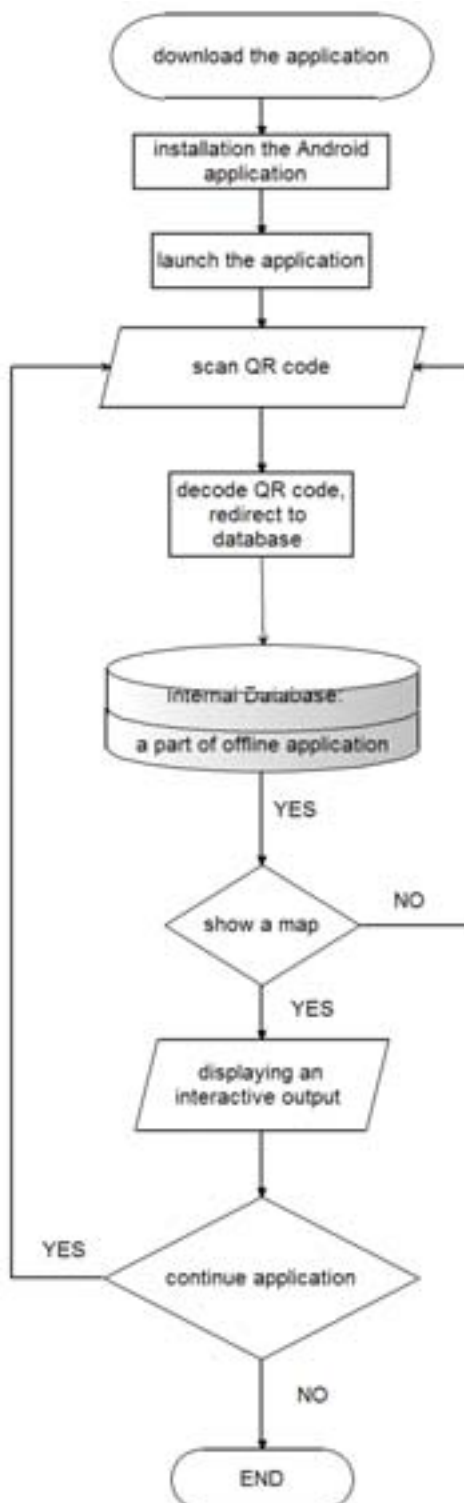 download the application
installation the Android
application
launch the application
scan QR code
decode QR code,
redirect to
database
Internal Database:
a part of offline application
YES
show a map
NO
YES
displaying an
interactive output
YES
continue application
NO
END